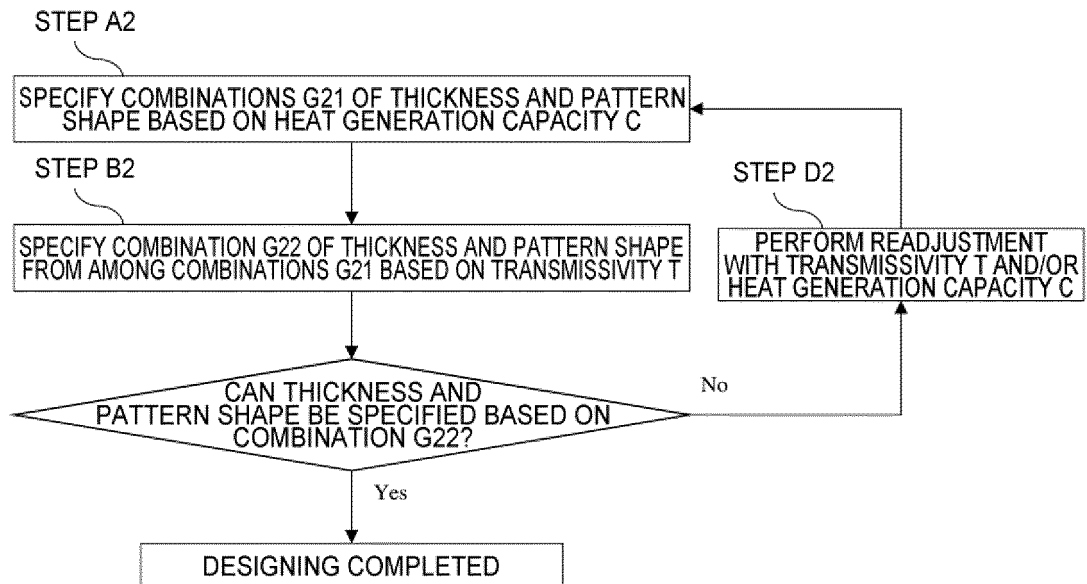 STEP A2
SPECIFY COMBINATIONS G21 OF THICKNESS AND PATTERN
SHAPE BASED ON HEAT GENERATION CAPACITY C
STEP B2
SPECIFY COMBINATION G22 OF THICKNESS AND PATTERN SHAPE
FROM AMONG COMBINATIONS G21 BASED ON TRANSMISSIVITY T
STEP D2
PERFORM READJUSTMENT
WITH TRANSMISSIVITY T AND/OR
HEAT GENERATION CAPACITY C
CAN THICKNESS AND
PATTERN SHAPE BE SPECIFIED BASED ON
COMBINATION G22?
No
Yes
DESIGNING COMPLETED